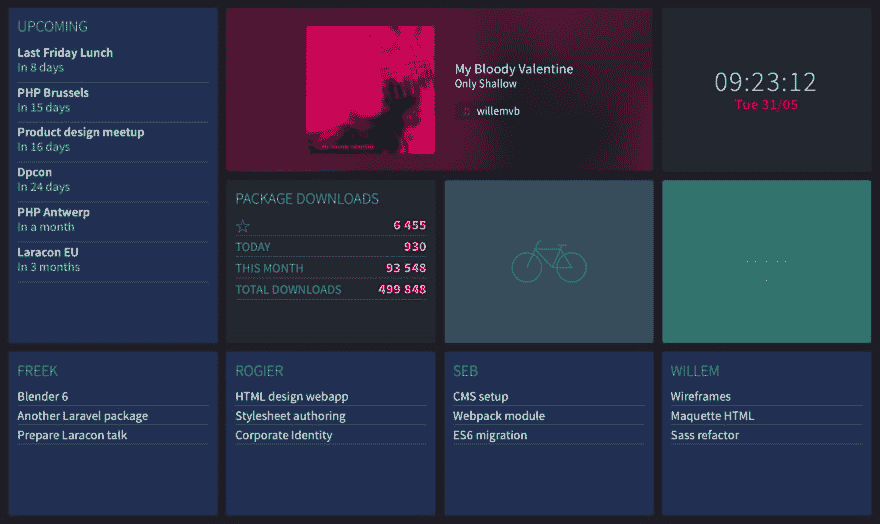 UPCOMING
Last Friday Lunch
In 8 days
PHP Brussels
In 15 days
Product design meetup
In 16 days
Dpcon
In 24 days
PHP Antwerp
In a month
Laracon EU
In 3 months
My Bloody Valentine
Only Shallow
willemvb
09:23:12
Tue 31/05
PACKAGE DOWNLOADS
☆ 6 455
TODAY 930
THIS MONTH 93 548
TOTAL DOWNLOADS 499 848
FREEK
Blender 6
Another Laravel package
Prepare Laracon talk
ROGIER
HTML design webapp
Stylesheet authoring
Corporate Identity
SEB
CMS setup
Webpack module
ES6 migration
WILLEM
Wireframes
Maquette HTML
Sass refactor